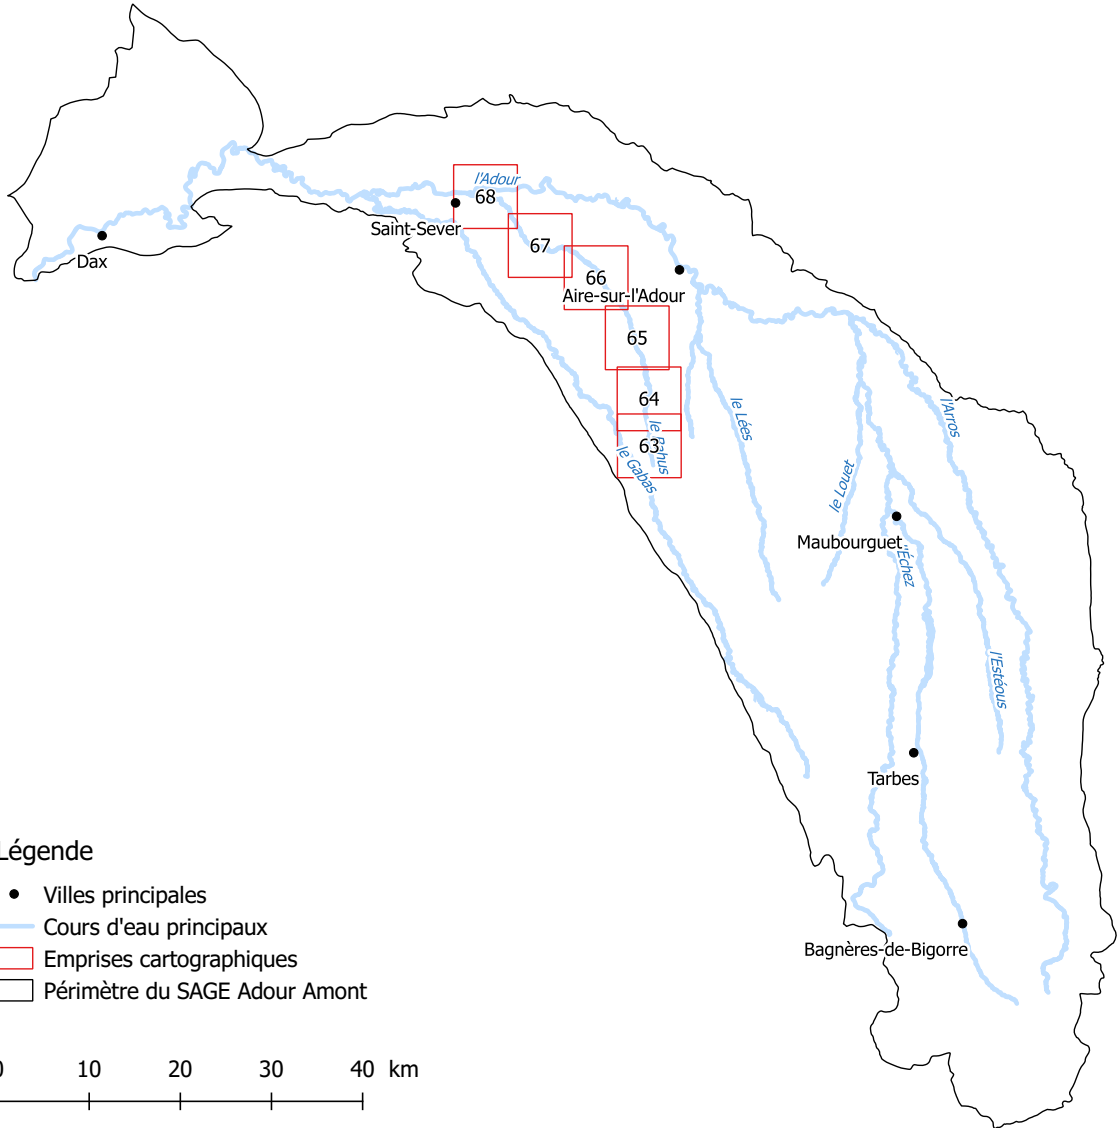 l'Adour
68
Saint-Sever
67
Dax
66
Aire-sur-l'Adour
65
64
le Bahus
63
le Gabas
le Lées
l'Arros
le Louet
Maubourguet
l'Échez
l'Estéous
Tarbes
Bagnères-de-Bigorre
Légende
Villes principales
Cours d'eau principaux
Emprises cartographiques
Périmètre du SAGE Adour Amont
0 10 20 30 40 km